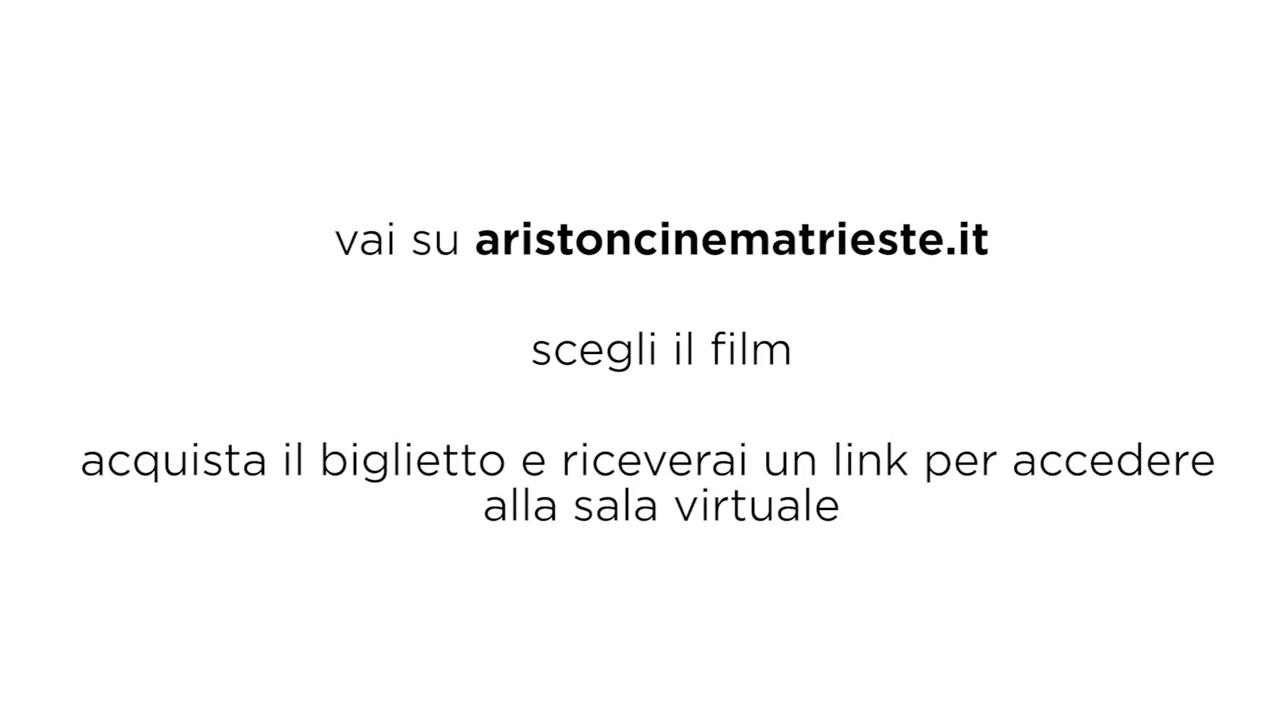 vai su aristoncinematrieste.it
scegli il film
acquista il biglietto e riceverai un link per accedere
alla sala virtuale